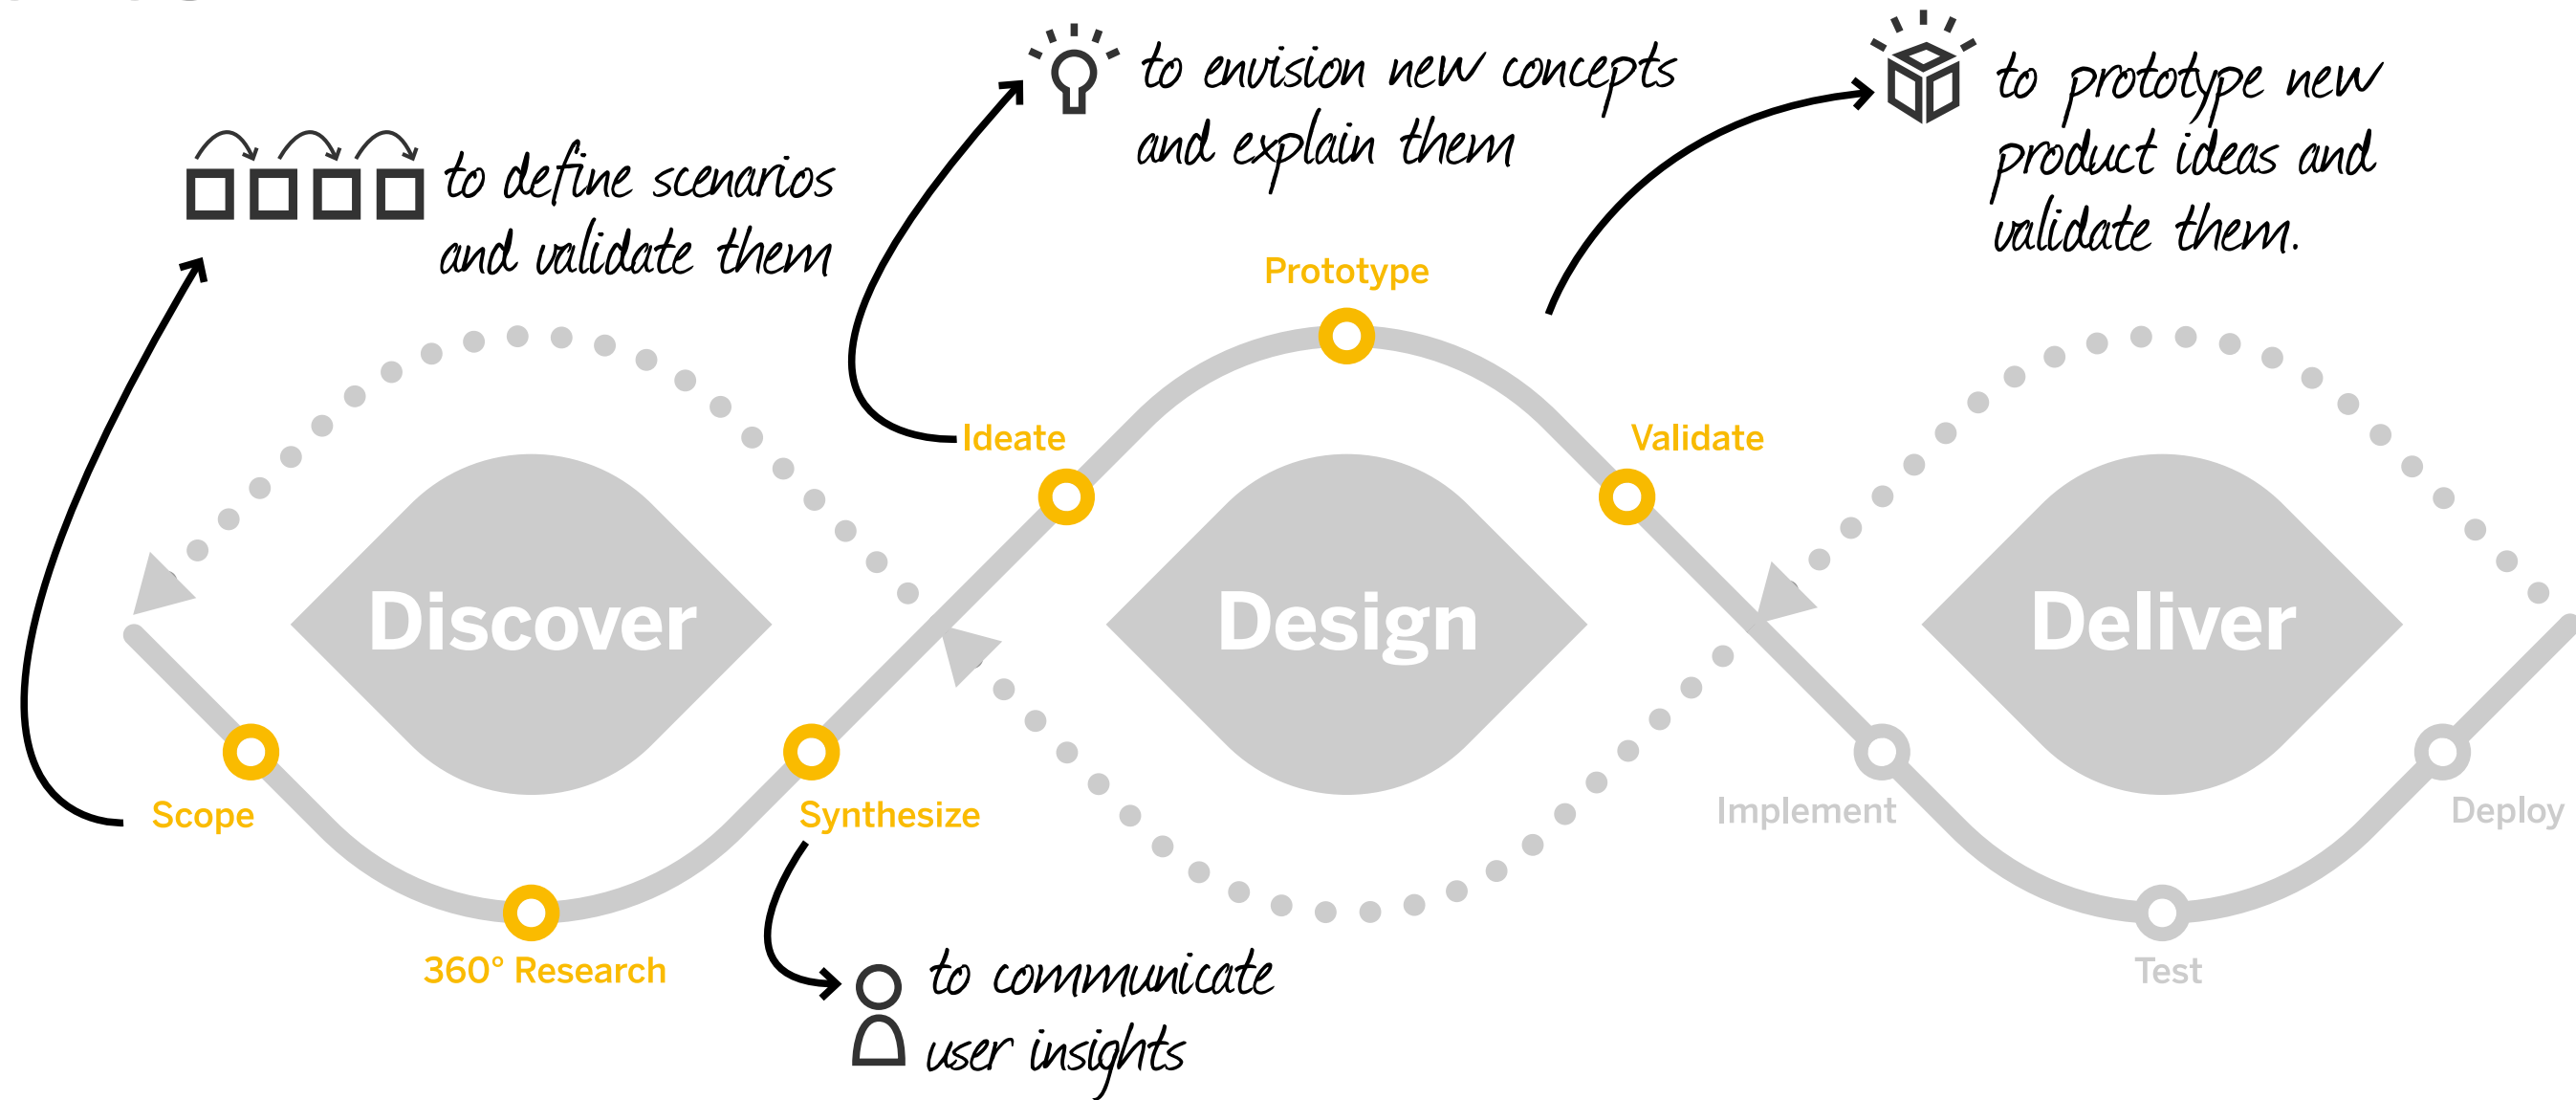 to envision new concepts
and explain them
to prototype new
product ideas and
validate them.
to define scenarios
and validate them
Prototype
Ideate
Validate
Discover
Design
Deliver
Scope
Synthesize
Implement
Deploy
360° Research
Test
to communicate
user insights